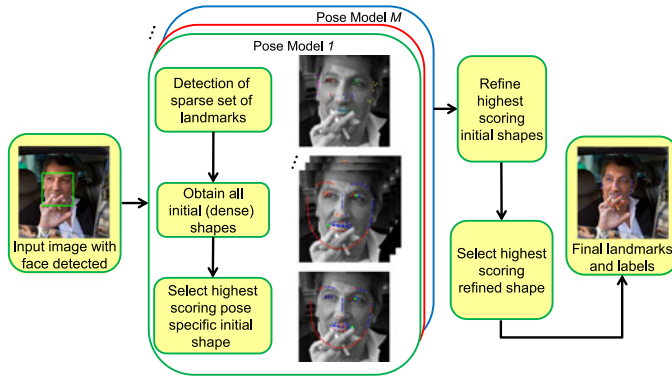 Pose Model M
Pose Model 1
Detection of
sparse set of
landmarks
Obtain all
initial (dense)
shapes
Select highest
scoring pose
specific initial
shape
Input image with
face detected
Refine
highest
scoring
initial shapes
Select highest
scoring
refined shape
Final landmarks
and labels